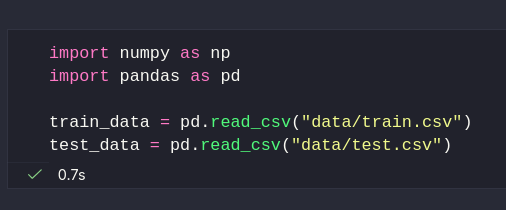 import numpy as np
import pandas as pd
train_data = pd.read_csv("data/train.csv")
test_data = pd.read_csv("data/test.csv")
0.7s